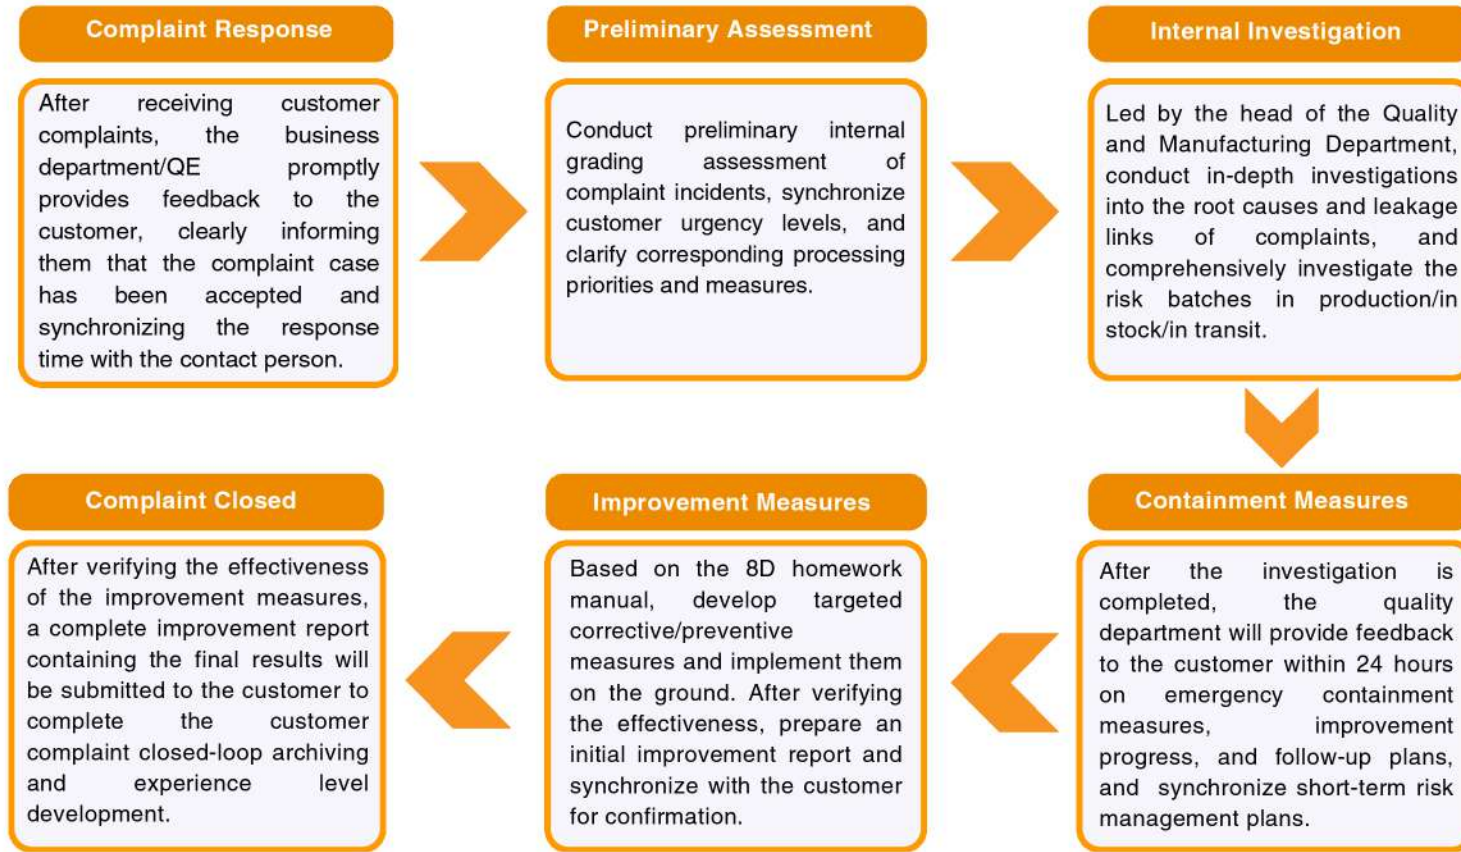 Complaint Response
After receiving customer
complaints, the business
department/QE promptly
provides feedback to the
customer, clearly informing
them that the complaint case
has been accepted and
synchronizing the response
time with the contact person.
Preliminary Assessment
Conduct preliminary internal
grading assessment of
complaint incidents, synchronize
customer urgency levels, and
clarify corresponding processing
priorities and measures.
Internal Investigation
Led by the head of the Quality
and Manufacturing Department,
conduct in-depth investigations
into the root causes and leakage
links of complaints, and
comprehensively investigate the
risk batches in production/in
stock/in transit.
Containment Measures
After the investigation is
completed, the quality
department will provide feedback
to the customer within 24 hours
on emergency containment
measures, improvement
progress, and follow-up plans,
and synchronize short-term risk
management plans.
Improvement Measures
Based on the 8D homework
manual, develop targeted
corrective/preventive
measures and implement them
on the ground. After verifying
the effectiveness, prepare an
initial improvement report and
synchronize with the customer
for confirmation.
Complaint Closed
After verifying the effectiveness
of the improvement measures,
a complete improvement report
containing the final results will
be submitted to the customer to
complete the customer
complaint closed-loop archiving
and experience level
development.